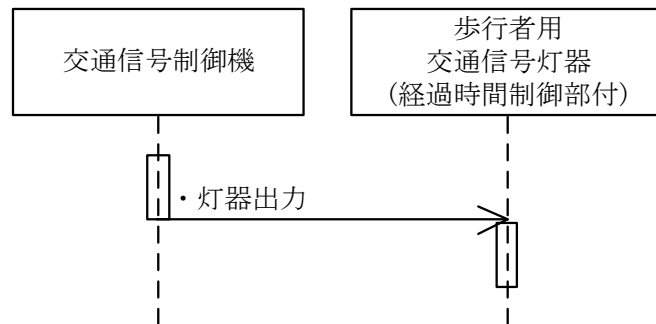 交通信号制御機
歩行者用
交通信号灯器
（経過時間制御部付）
・灯器出力